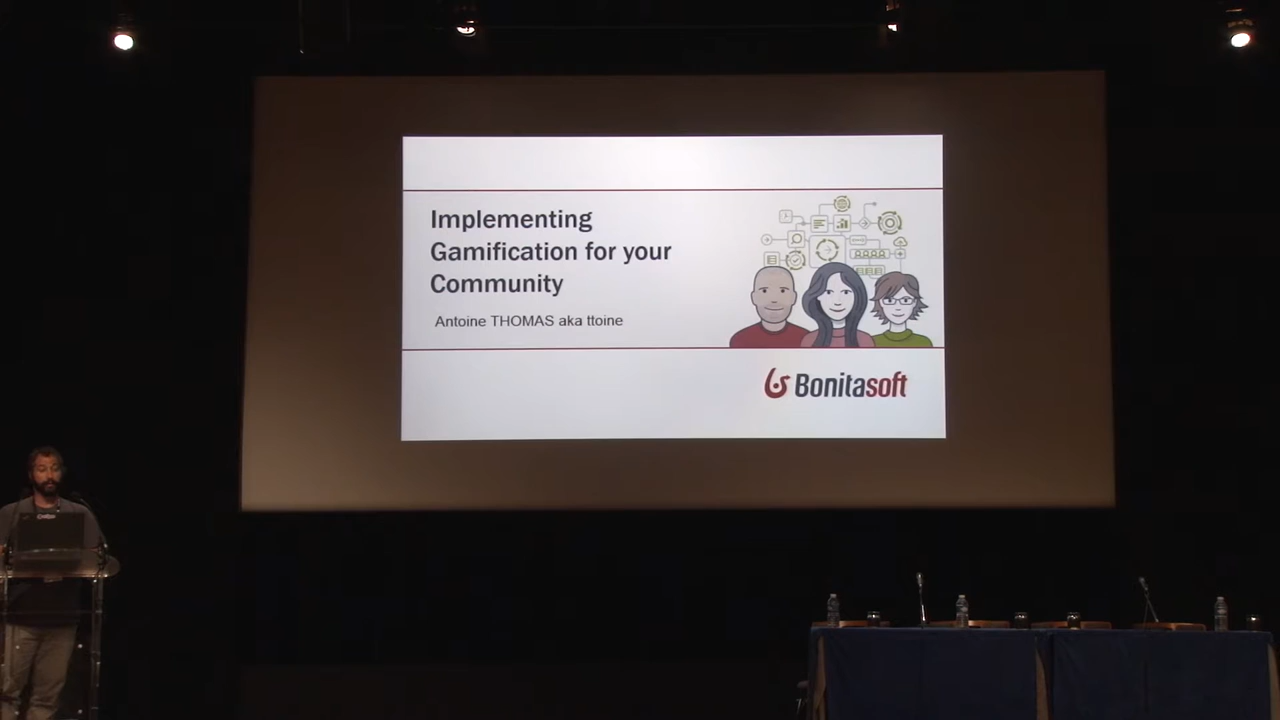 Implementing
Gamification for your
Community
Antoine THOMAS aka ttoine
Bonitasoft